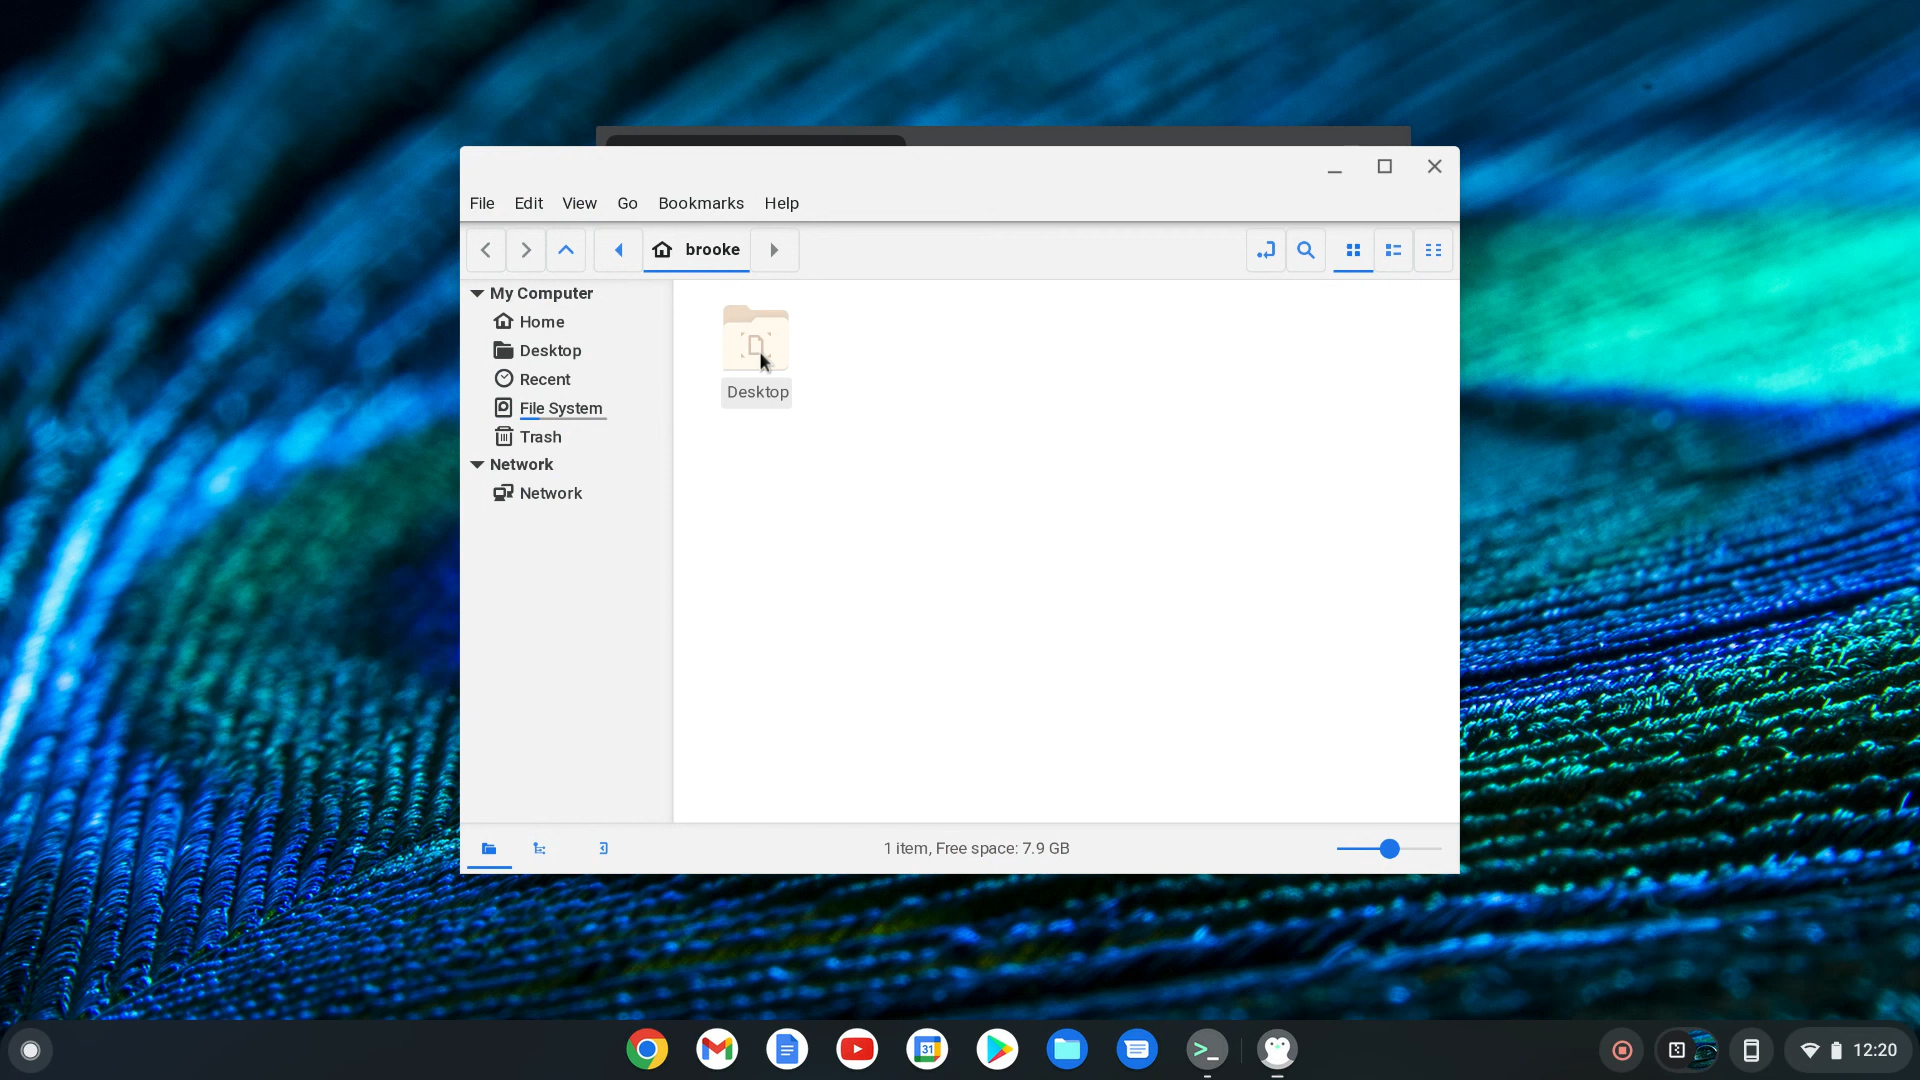 File Edit View Go Bookmarks Help
brooke
My Computer
Home
Desktop
Recent
File System
Trash
Network
Network
Desktop
1 item, Free space: 7.9 GB
31
>_
12:20